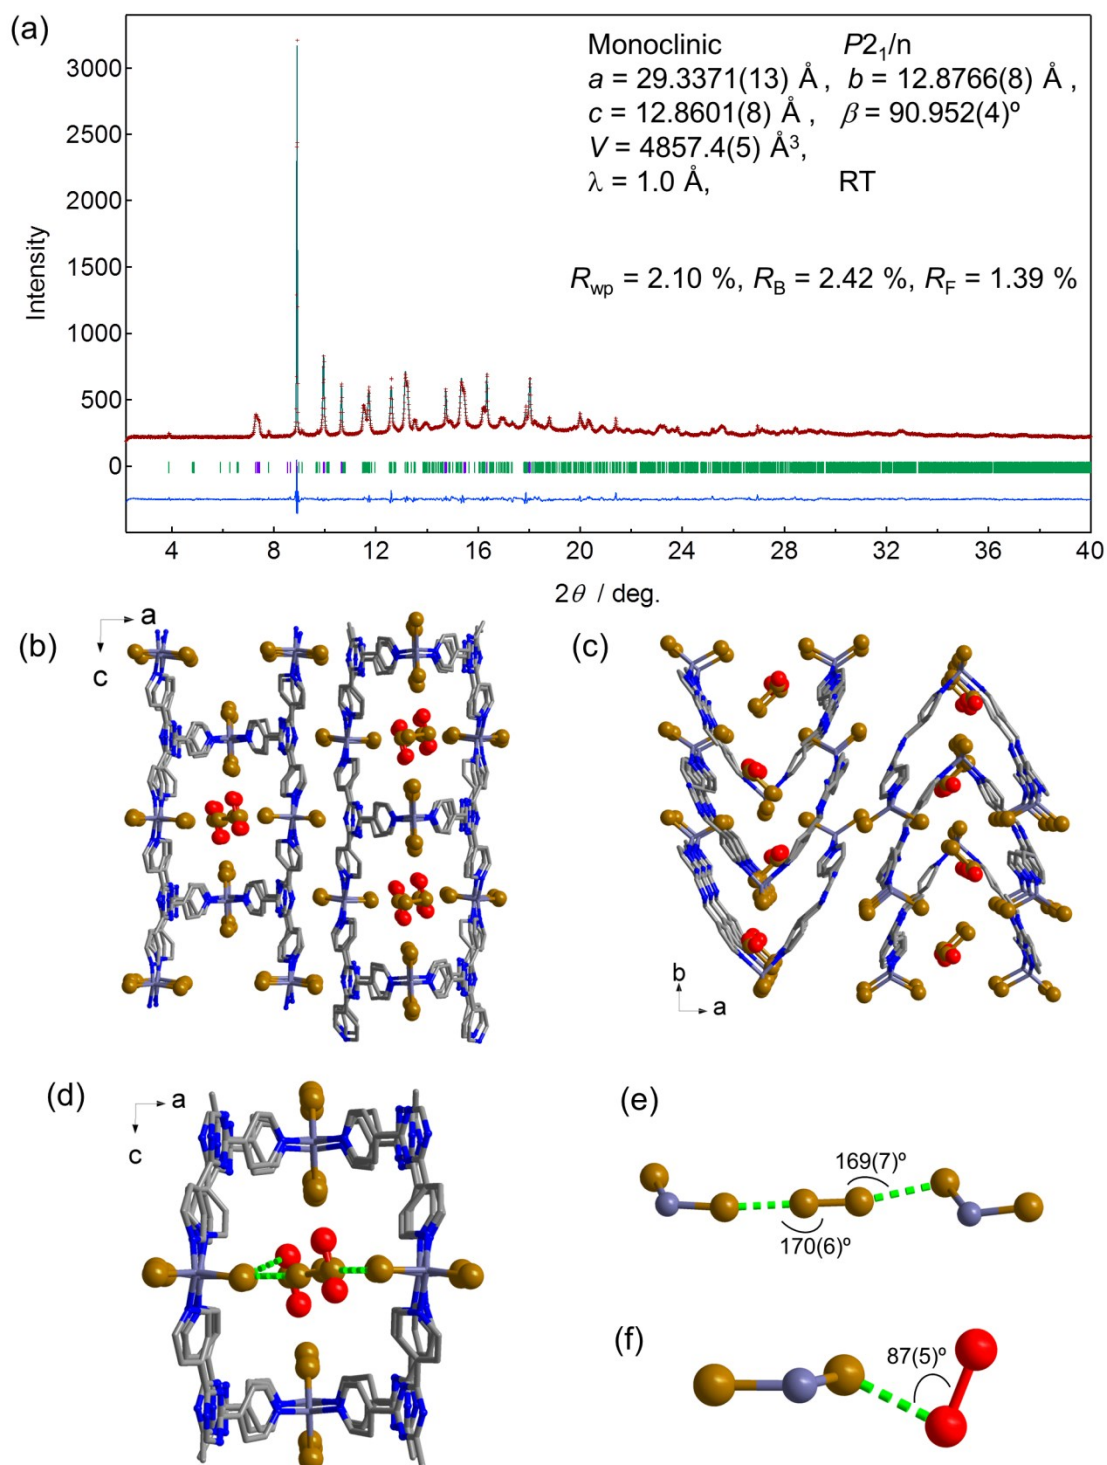 (a)
Monoclinic P2₁/n
a = 29.3371(13) Å , b = 12.8766(8) Å ,
c = 12.8601(8) Å , β = 90.952(4)º
V = 4857.4(5) Å³,
λ = 1.0 Å, RT
R_wp = 2.10 %, R_B = 2.42 %, R_F = 1.39 %
Intensity
3000
2500
2000
1500
1000
500
0
4 8 12 16 20 24 28 32 36 40
2θ / deg.
(b)
a
c
(c)
b
a
(d)
a
c
(e)
169(7)º
170(6)º
(f)
87(5)º